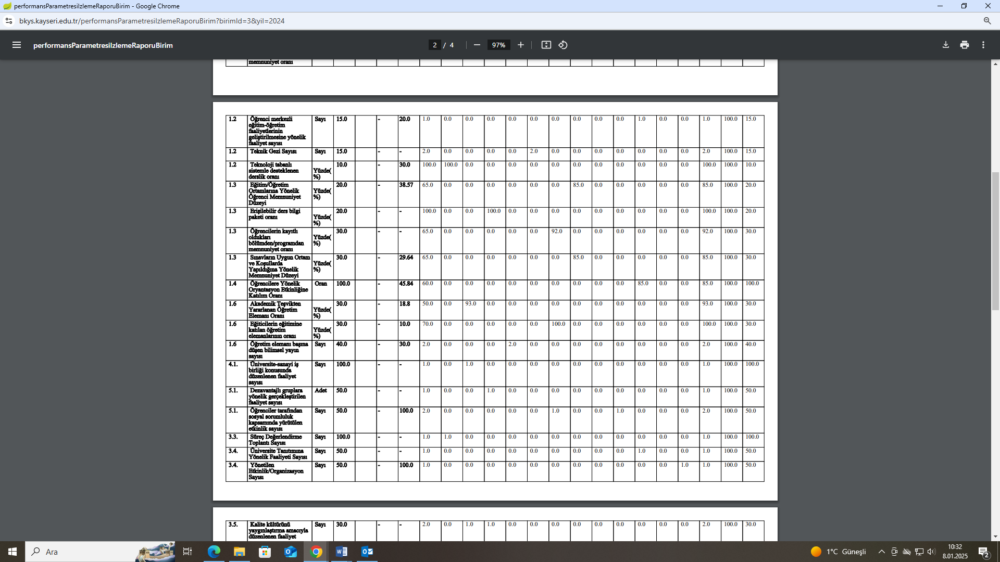 performansParametresiIzlemeRaporuBirim - Google Chrome
bkys.kayseri.edu.tr/performansParametresiIzlemeRaporuBirim?birimId=3&yil=2024
performansParametresiIzlemeRaporuBirim 2 / 4 97%
memnuniyet oranı
1.2 Öğrenci merkezli Sayı 15.0 - 20.0 1.0 0.0 0.0 0.0 0.0 0.0 0.0 0.0 0.0 0.0 1.0 0.0 0.0 1.0 100.0 15.0
eğitim-öğretim
faaliyetlerinin
geliştirilmesine yönelik
faaliyet sayısı
1.2 Teknik Gezi Sayısı Sayı 15.0 - - 2.0 0.0 0.0 0.0 0.0 2.0 0.0 0.0 0.0 0.0 0.0 0.0 0.0 2.0 100.0 15.0
1.2 Teknoloji tabanlı 10.0 - 30.0 100.0 100.0 0.0 0.0 0.0 0.0 0.0 0.0 0.0 0.0 0.0 0.0 0.0 100.0 100.0 10.0
sistemle desteklenen Yüzde(
derslik oranı %)
1.3 Eğitim/Öğretim 20.0 - 38.57 65.0 0.0 0.0 0.0 0.0 0.0 0.0 85.0 0.0 0.0 0.0 0.0 0.0 85.0 100.0 20.0
Ortamlarına Yönelik Yüzde(
Öğrenci Memnuniyet %)
Düzeyi
1.3 Erişilebilir ders bilgi 20.0 - - 100.0 0.0 0.0 100.0 0.0 0.0 0.0 0.0 0.0 0.0 0.0 0.0 0.0 100.0 100.0 20.0
paketi oranı Yüzde(
%)
1.3 Öğrencilerin kayıtlı 30.0 - - 65.0 0.0 0.0 0.0 0.0 0.0 92.0 0.0 0.0 0.0 0.0 0.0 0.0 92.0 100.0 30.0
oldukları Yüzde(
bölümden/programdan %)
memnuniyet oranı
1.3 Sınavların Uygun Ortam 30.0 - 29.64 65.0 0.0 0.0 0.0 0.0 0.0 0.0 85.0 0.0 0.0 0.0 0.0 0.0 85.0 100.0 30.0
ve Koşullarda Yüzde(
Yapıldığına Yönelik %)
Memnuniyet Düzeyi
1.4 Öğrencilere Yönelik Oran 100.0 - 45.84 60.0 0.0 0.0 0.0 0.0 0.0 0.0 0.0 0.0 0.0 85.0 0.0 0.0 85.0 100.0 100.0
Oryantasyon Etkinliğine
Katılım Oranı
1.6 Akademik Teşvikten 30.0 - 18.8 50.0 0.0 93.0 0.0 0.0 0.0 0.0 0.0 0.0 0.0 0.0 0.0 0.0 93.0 100.0 30.0
Yararlanan Öğretim Yüzde(
Elemanı Oranı %)
1.6 Eğiticilerin eğitimine 30.0 - 10.0 70.0 0.0 0.0 0.0 0.0 0.0 100.0 0.0 0.0 0.0 0.0 0.0 0.0 100.0 100.0 30.0
katılan öğretim Yüzde(
elemanlarının oranı %)
1.6 Öğretim elemanı başına Sayı 40.0 - 30.0 2.0 0.0 0.0 0.0 2.0 0.0 0.0 0.0 0.0 0.0 0.0 0.0 0.0 2.0 100.0 40.0
düşen bilimsel yayın
sayısı
4.1. Üniversite-sanayi iş Sayı 100.0 - - 1.0 0.0 1.0 0.0 0.0 0.0 0.0 0.0 0.0 0.0 0.0 0.0 0.0 1.0 100.0 100.0
birliği konusunda
düzenlenen faaliyet
sayısı
5.1. Dezavantajlı gruplara Adet 50.0 - - 1.0 0.0 0.0 1.0 0.0 0.0 0.0 0.0 0.0 0.0 0.0 0.0 0.0 1.0 100.0 50.0
yönelik gerçekleştirilen
faaliyet sayısı
5.1. Öğrenciler tarafından Sayı 50.0 - 100.0 2.0 0.0 0.0 0.0 0.0 0.0 1.0 0.0 0.0 1.0 0.0 0.0 0.0 2.0 100.0 50.0
sosyal sorumluluk
kapsamında yürütülen
etkinlik sayısı
3.3. Süreç Değerlendirme Sayı 100.0 - - 1.0 1.0 0.0 0.0 0.0 0.0 0.0 0.0 0.0 0.0 0.0 0.0 0.0 1.0 100.0 100.0
Toplantı Sayısı
3.4. Üniversite Tanıtımına Sayı 50.0 - - 1.0 0.0 0.0 0.0 0.0 0.0 0.0 0.0 0.0 0.0 1.0 0.0 0.0 1.0 100.0 50.0
Yönelik Faaliyeti Sayısı
3.4. Yönetilen Sayı 50.0 - 100.0 1.0 0.0 0.0 0.0 0.0 0.0 0.0 0.0 0.0 0.0 0.0 0.0 1.0 1.0 100.0 50.0
Etkinlik/Organizasyon
Sayısı
3.5. Kalite kültürünü Sayı 30.0 - - 2.0 0.0 1.0 1.0 0.0 0.0 0.0 0.0 0.0 0.0 0.0 0.0 0.0 2.0 100.0 30.0
yaygınlaştırma amacıyla
düzenlenen faaliyet
Ara 1°C Güneşli 10:32
8.01.2025 2